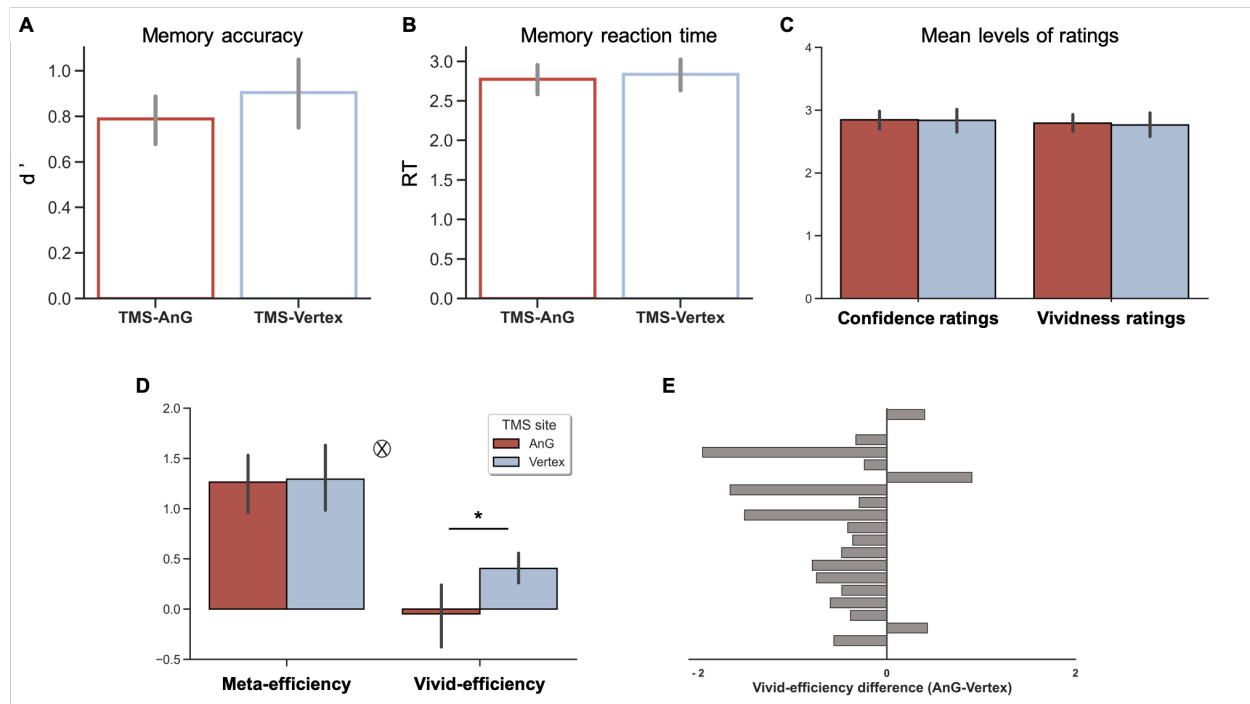 A
Memory accuracy
1.0
0.8
0.6
0.4
0.2
0.0
d '
TMS-AnG
TMS-Vertex
B
Memory reaction time
3.0
2.5
2.0
1.5
1.0
0.5
0.0
RT
TMS-AnG
TMS-Vertex
C
Mean levels of ratings
4
3
2
1
0
Confidence ratings
Vividness ratings
D
2.0
1.5
1.0
0.5
0.0
−0.5
TMS site
AnG
Vertex
*
Meta-efficiency
Vivid-efficiency
E
- 2
0
2
Vivid-efficiency difference (AnG-Vertex)